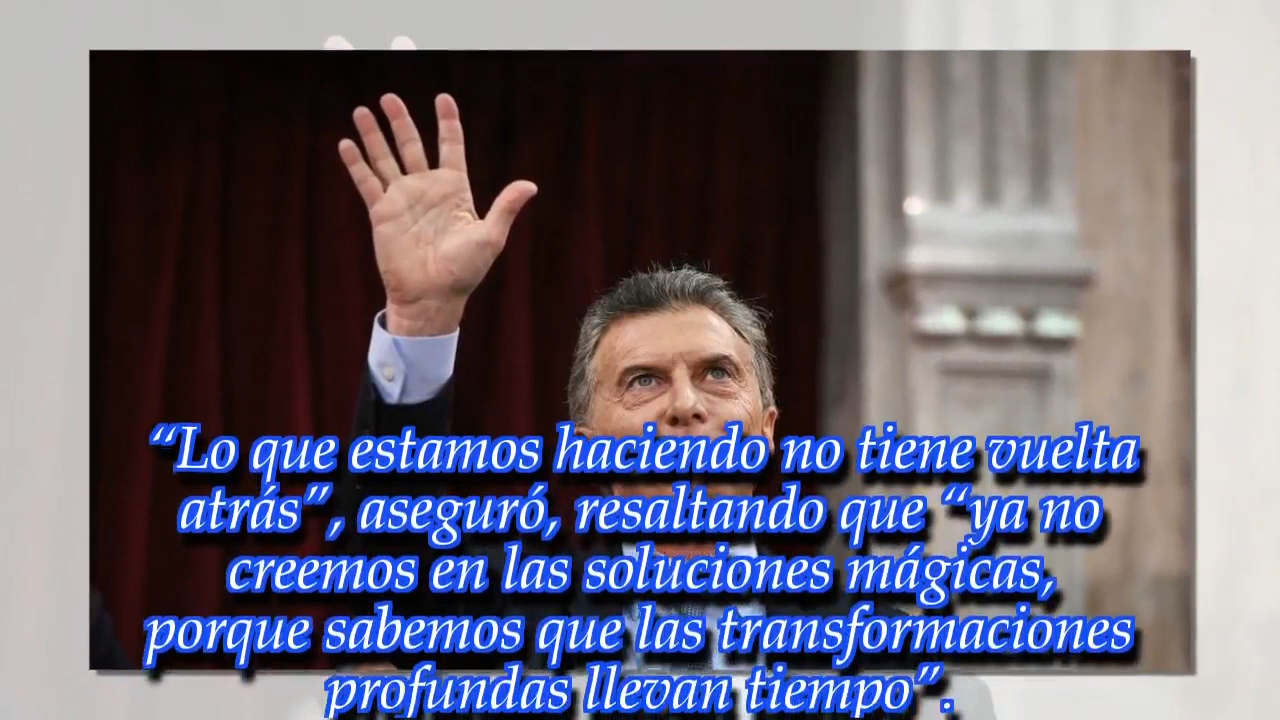 “Lo que estamos haciendo no tiene vuelta
atrás”, aseguró, resaltando que “ya no
creemos en las soluciones mágicas,
porque sabemos que las transformaciones
profundas llevan tiempo”.